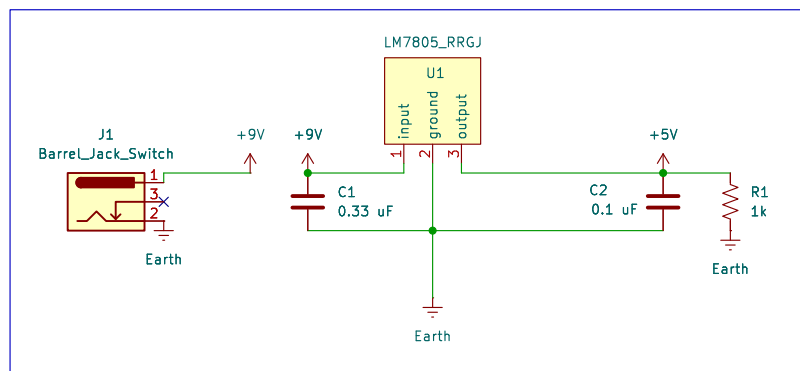 LM7805_RRGJ
U1
input
ground
output
1
2
3
J1
Barrel_Jack_Switch
1
3
2
Earth
+9V
+9V
C1
0.33 uF
+5V
C2
0.1 uF
R1
1k
Earth
Earth